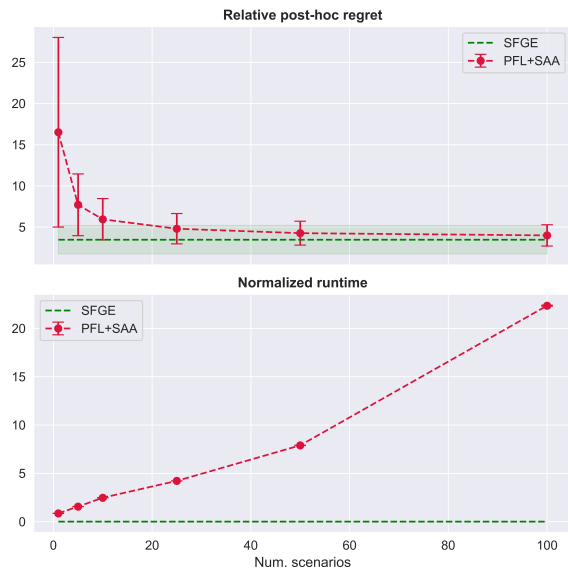 Relative post-hoc regret
SFGE
PFL+SAA
25
20
15
10
5
Normalized runtime
SFGE
PFL+SAA
20
15
10
5
0
0 20 40 60 80 100
Num. scenarios